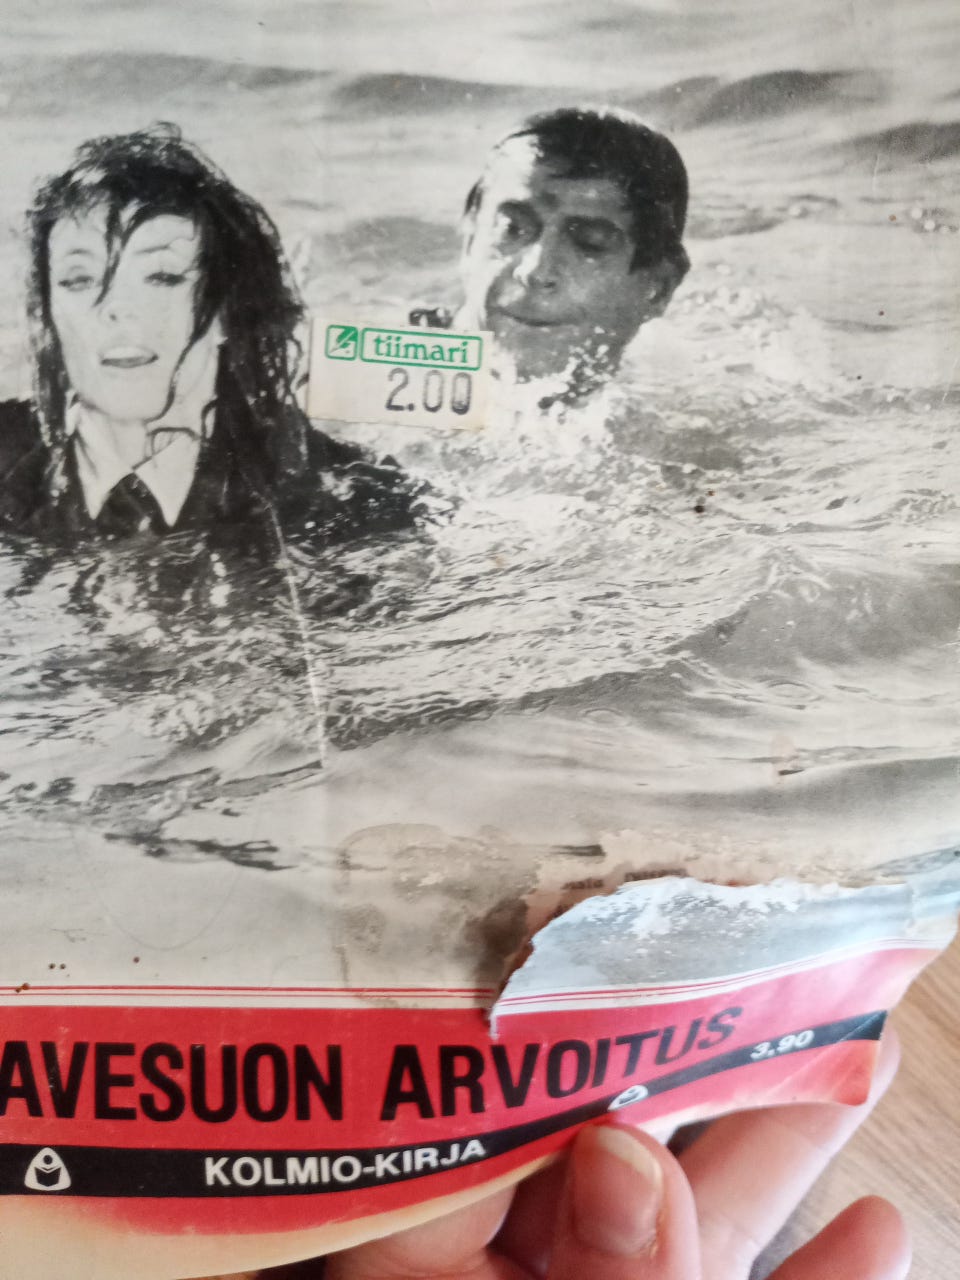 tiimari
2.00
AVESUON ARVOITUS
3.90
KOLMIO-KIRJA